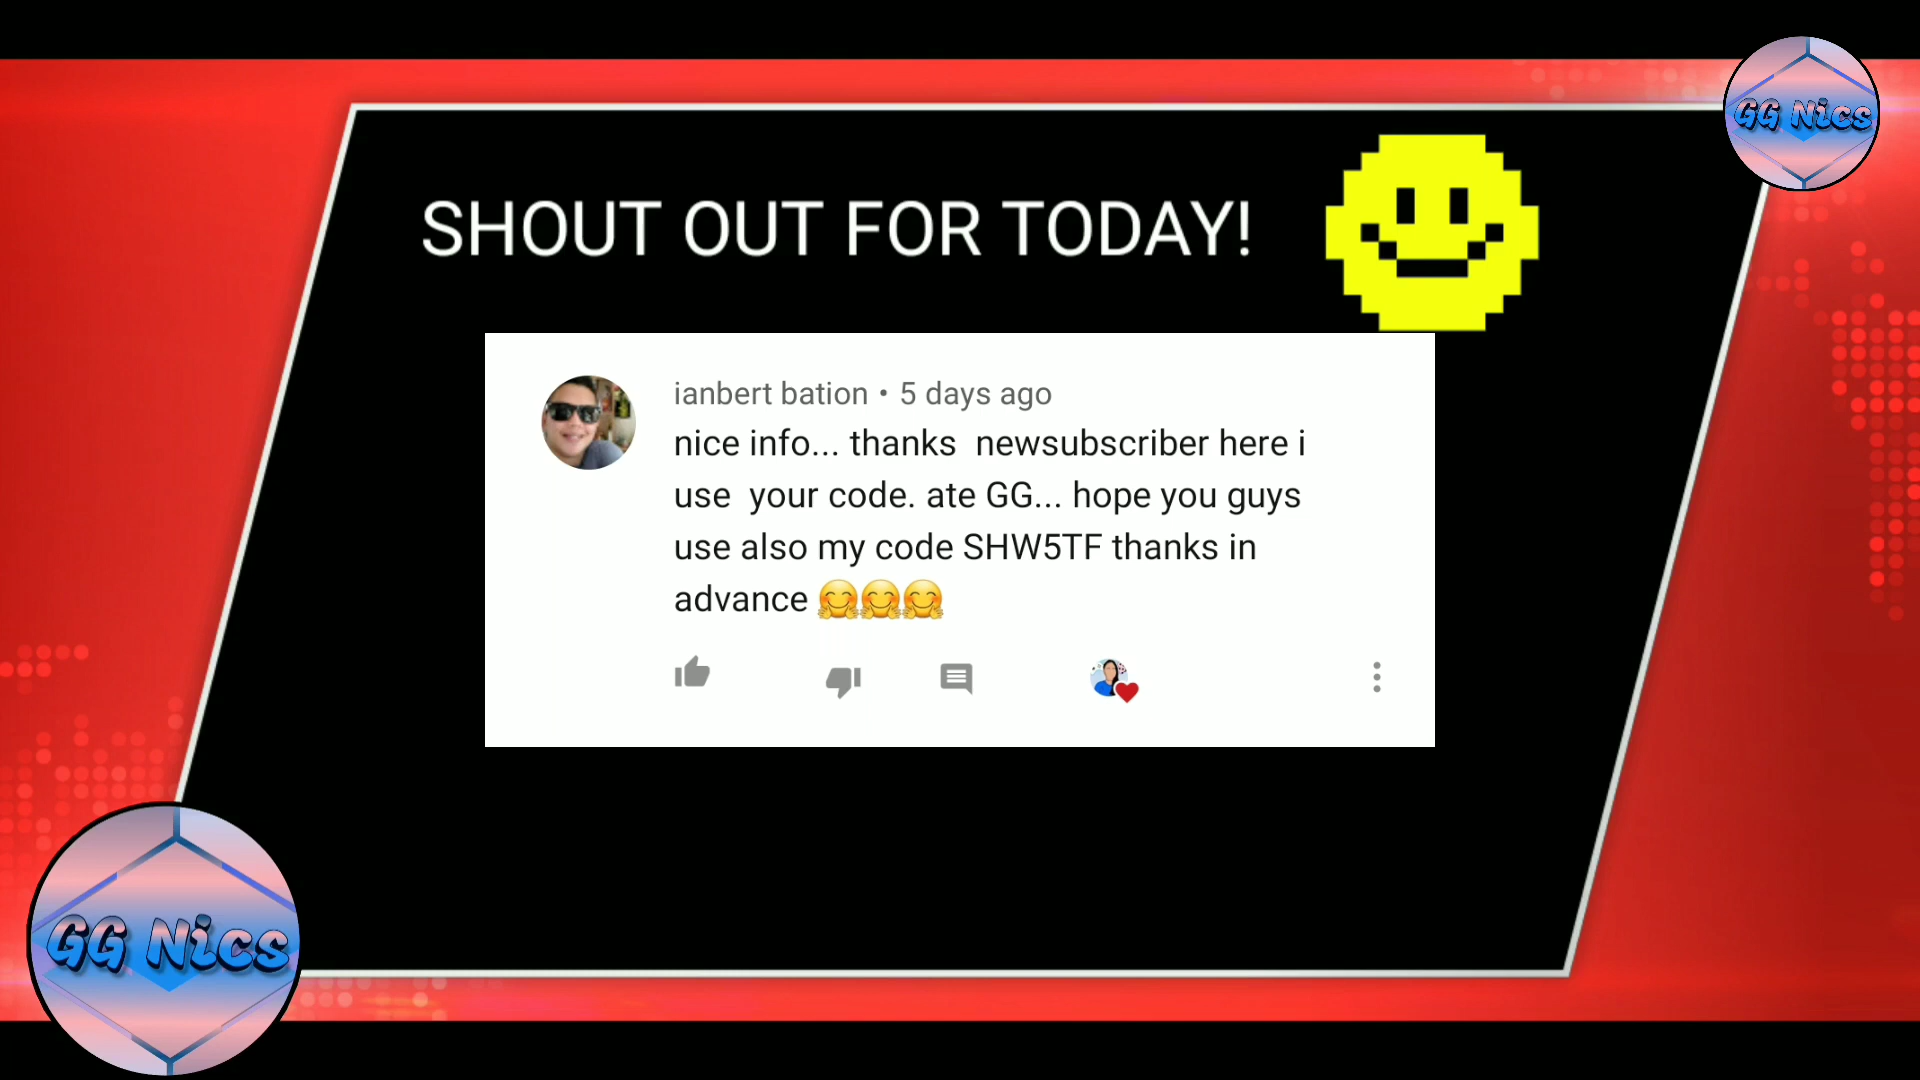 GG Nics
SHOUT OUT FOR TODAY!
ianbert bation • 5 days ago
nice info... thanks  newsubscriber here i
use  your code. ate GG... hope you guys
use also my code SHW5TF thanks in
advance 🤗🤗🤗
GG Nics